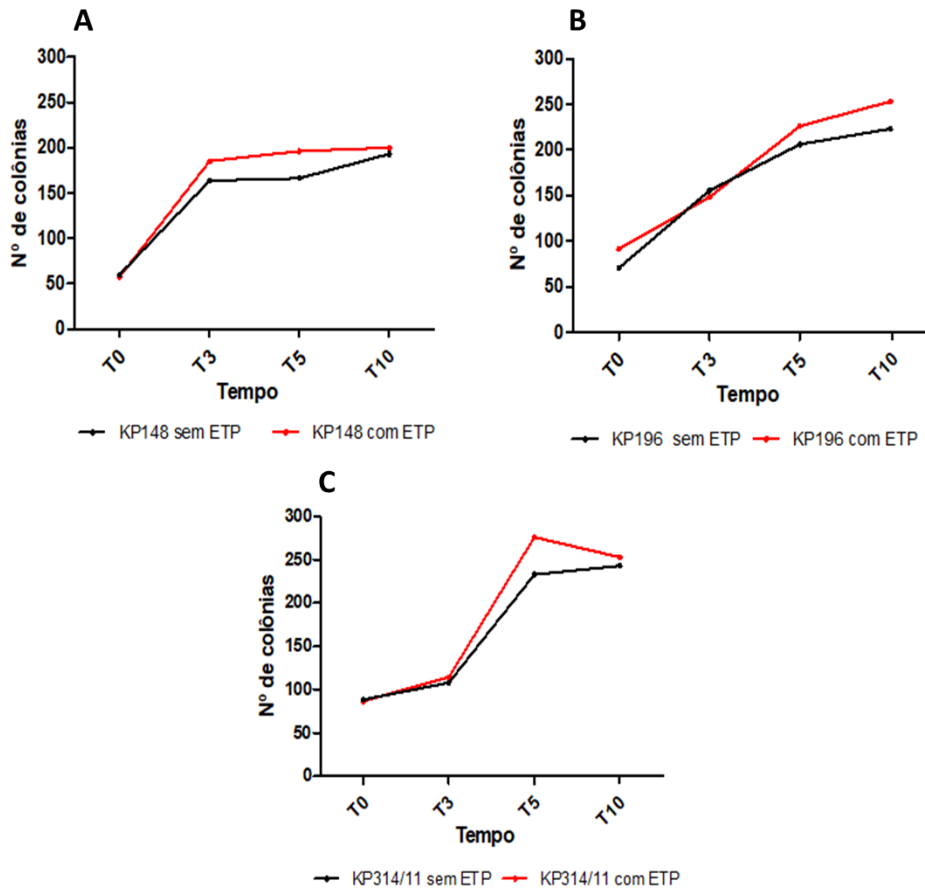 A
Nº de colônias
300
250
200
150
100
50
0
T0 T3 T5 T10
Tempo
KP148 sem ETP KP148 com ETP
B
Nº de colônias
300
250
200
150
100
50
0
T0 T3 T5 T10
Tempo
KP196 sem ETP KP196 com ETP
C
Nº de colônias
300
250
200
150
100
50
0
T0 T3 T5 T10
Tempo
KP314/11 sem ETP KP314/11 com ETP